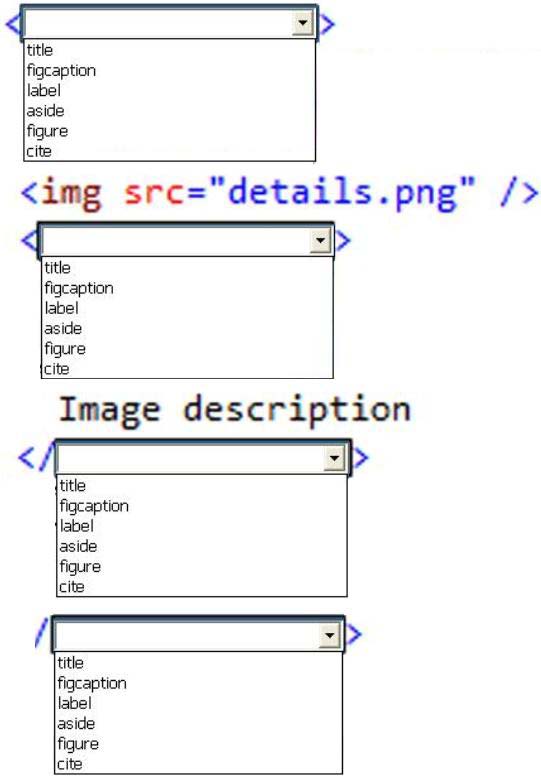 < >
title
figcaption
label
aside
figure
cite
<img src="details.png" />
< >
title
figcaption
label
aside
figure
cite
Image description
</ >
title
figcaption
label
aside
figure
cite
/ >
title
figcaption
label
aside
figure
cite